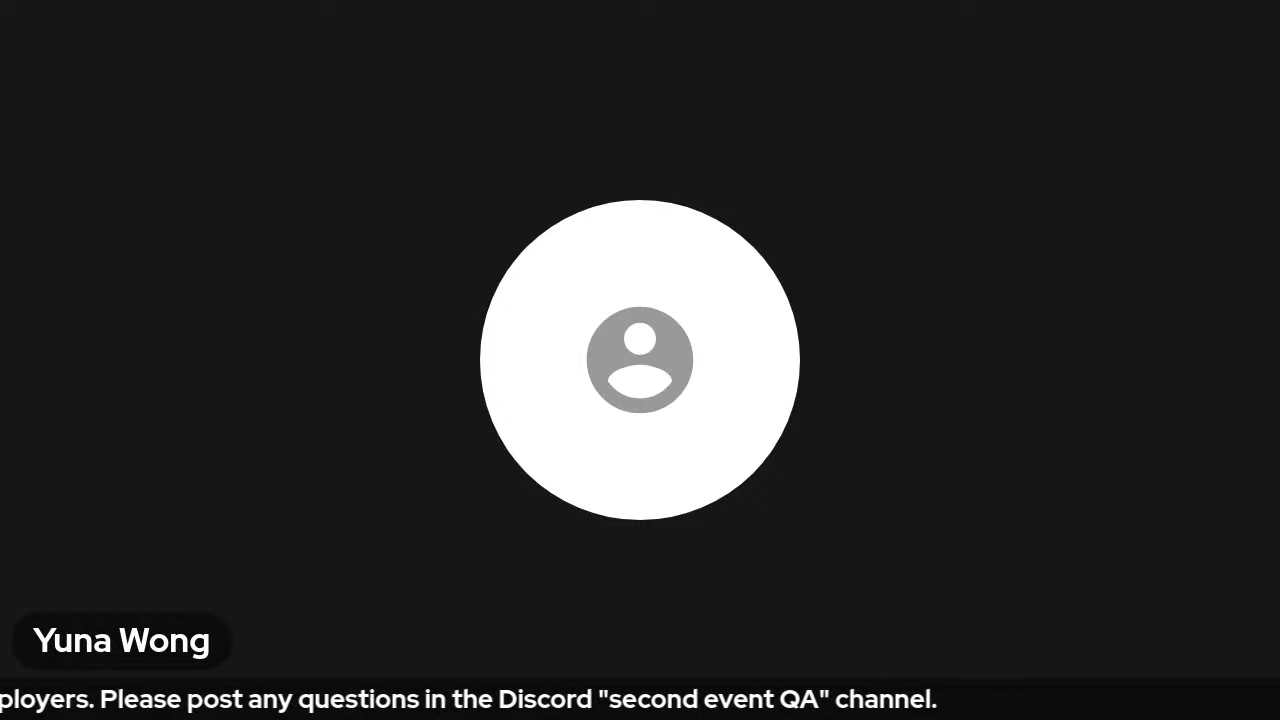 Yuna Wong
ployers. Please post any questions in the Discord "second event QA" channel.